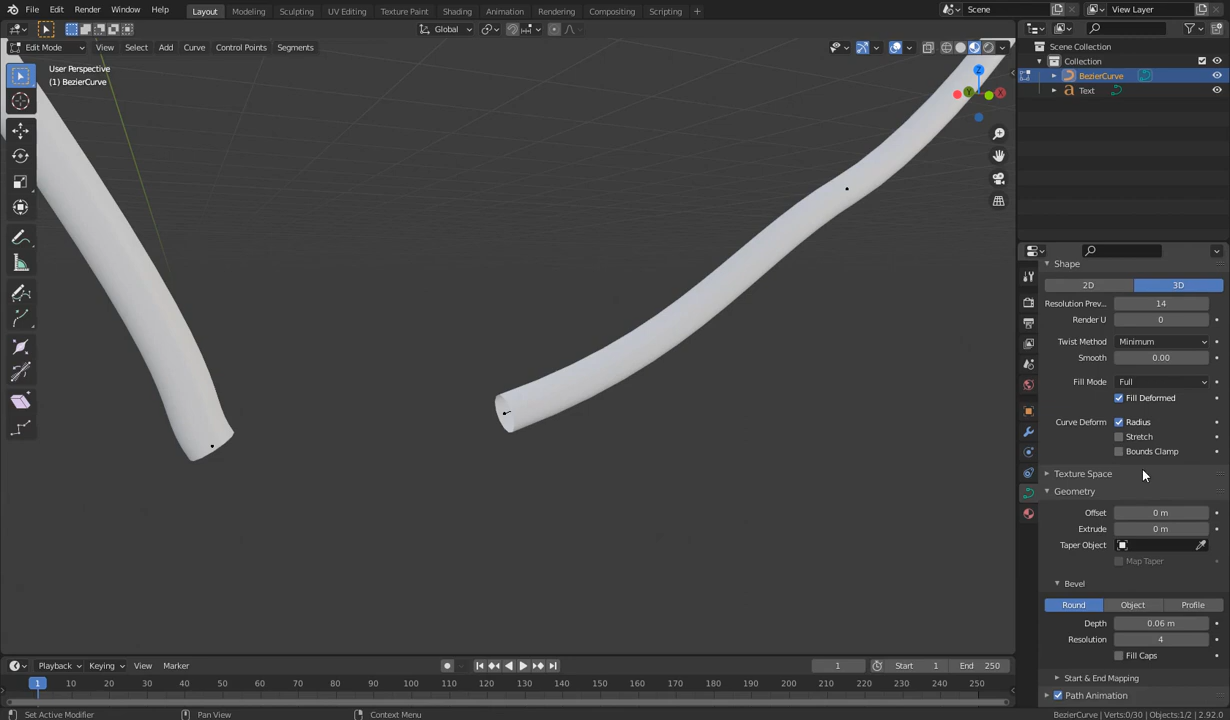 File Edit Render Window Help Layout Modeling Sculpting UV Editing Texture Paint Shading Animation Rendering Compositing Scripting + Scene View Layer
Global
Edit Mode View Select Add Curve Control Points Segments
User Perspective
(1) BezierCurve
Z
Y
X
Scene Collection
Collection
BezierCurve
Text
Shape
2D 3D
Resolution Prev... 14
Render U 0
Twist Method Minimum
Smooth 0.00
Fill Mode Full
Fill Deformed
Curve Deform Radius
Stretch
Bounds Clamp
Texture Space
Geometry
Offset 0 m
Extrude 0 m
Taper Object
Map Taper
Bevel
Round Object Profile
Depth 0.06 m
Resolution 4
Fill Caps
Start & End Mapping
Path Animation
Playback Keying View Marker 1 Start 1 End 250
1 10 20 30 40 50 60 70 80 90 100 110 120 130 140 150 160 170 180 190 200 210 220 230 240 250
Set Active Modifier Pan View Context Menu BezierCurve | Verts:0/30 | Objects:1/2 | 2.92.0